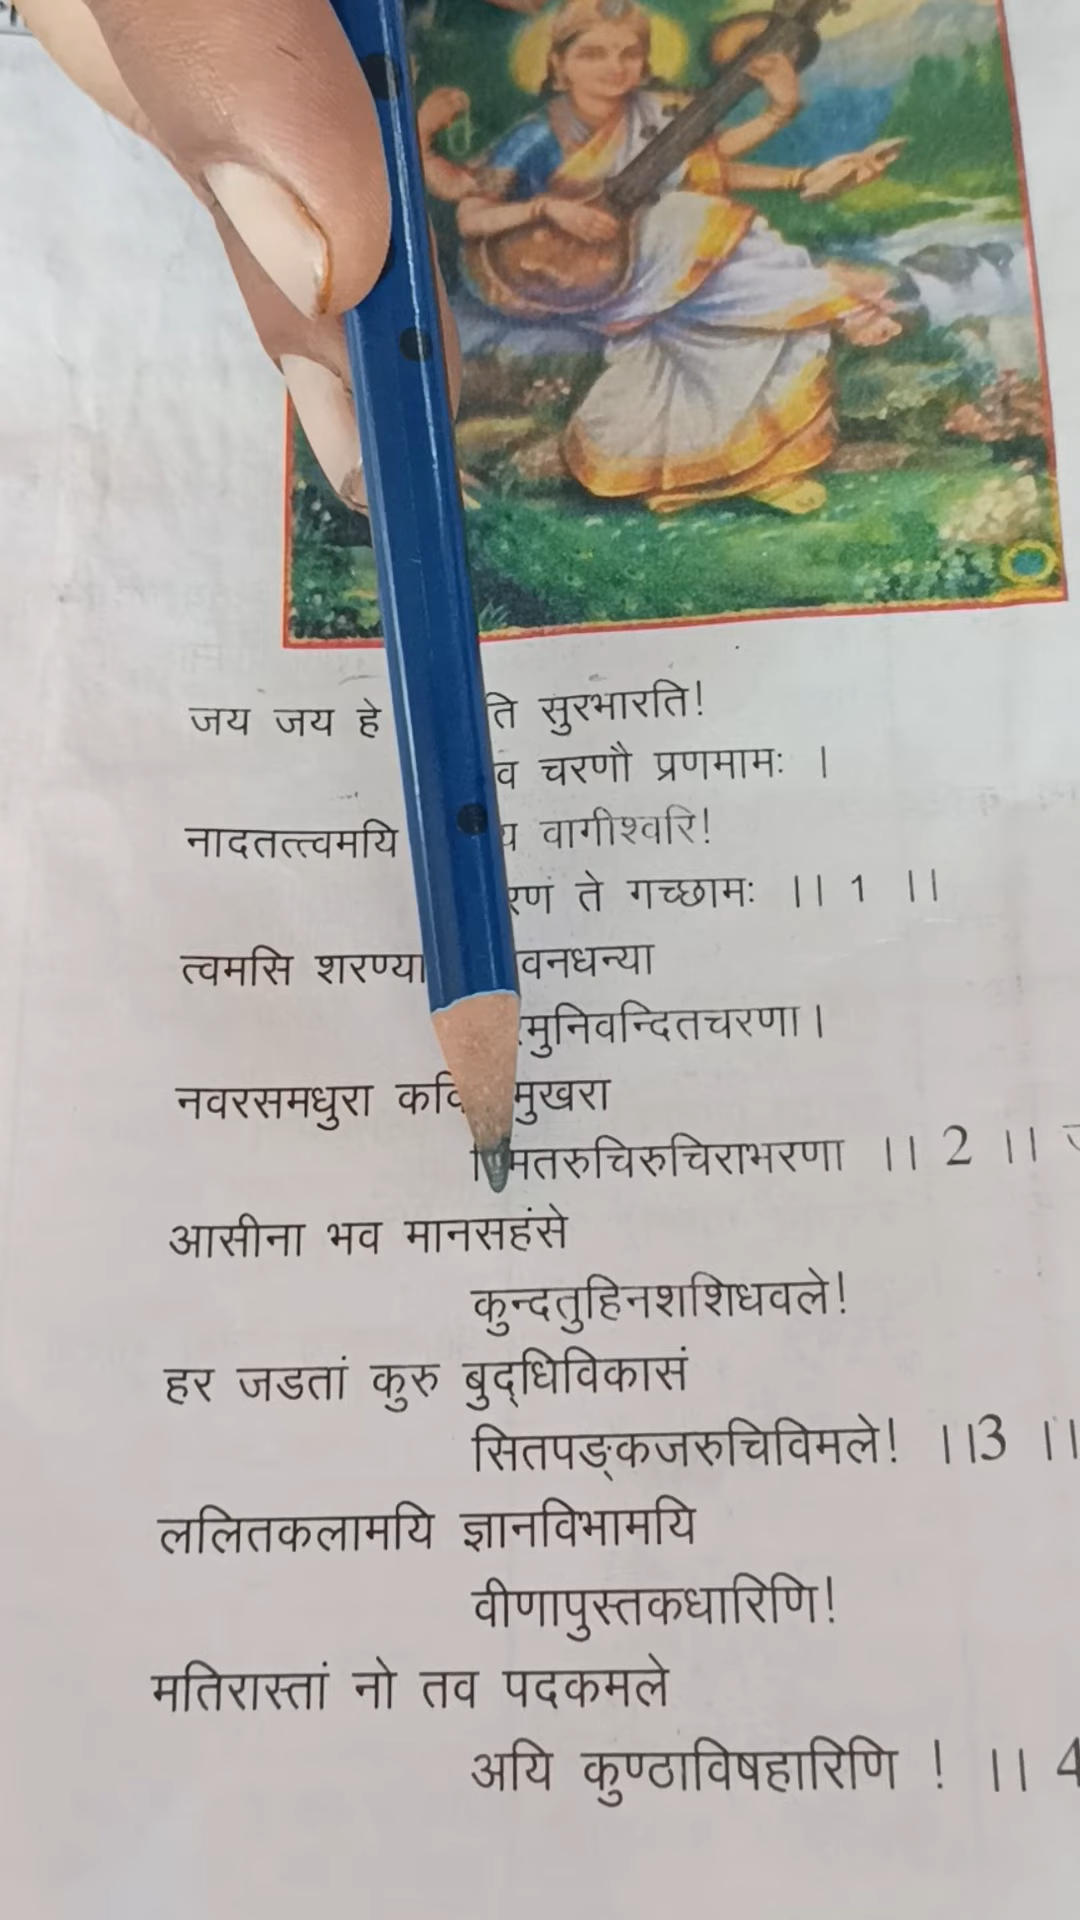 जय जय हे ति सुरभारति!
व चरणौ प्रणमामः ।
नादतत्त्वमयि य वागीश्वरि!
रणं ते गच्छामः ।। 1 ।।
त्वमसि शरण्या वनधन्या
मुनिवन्दितचरणा।
नवरसमधुरा कवि मुखरा
मतरुचिरुचिराभरणा ।। 2 ।।
आसीना भव मानसहंसे
कुन्दतुहिनशशिधवले!
हर जडतां कुरु बुद्धिविकासं
सितपङ्कजरुचिविमले! ।।3 ।।
ललितकलामयि ज्ञानविभामयि
वीणापुस्तकधारिणि!
मतिरास्तां नो तव पदकमले
अयि कुण्ठाविषहारिणि ! ।। 4